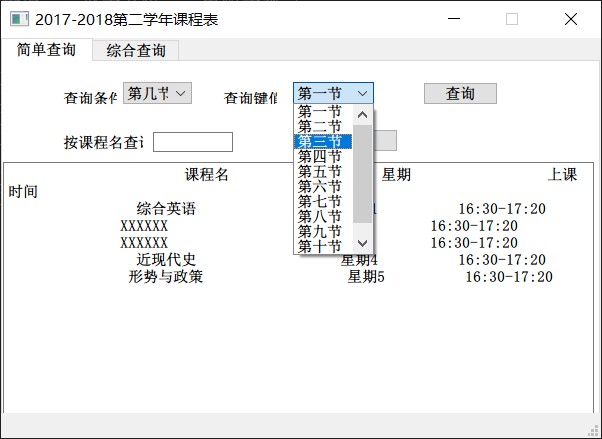 2017-2018第二学年课程表
简单查询 综合查询
查询条件 第几节 查询键值 第一节 查询
第一节
第二节
按课程名查询 第三节
第四节
第五节
第六节
第七节
第八节
第九节
第十节
课程名 星期 上课
时间
综合英语 1 16:30-17:20
XXXXXX 16:30-17:20
XXXXXX 16:30-17:20
近现代史 星期4 16:30-17:20
形势与政策 星期5 16:30-17:20